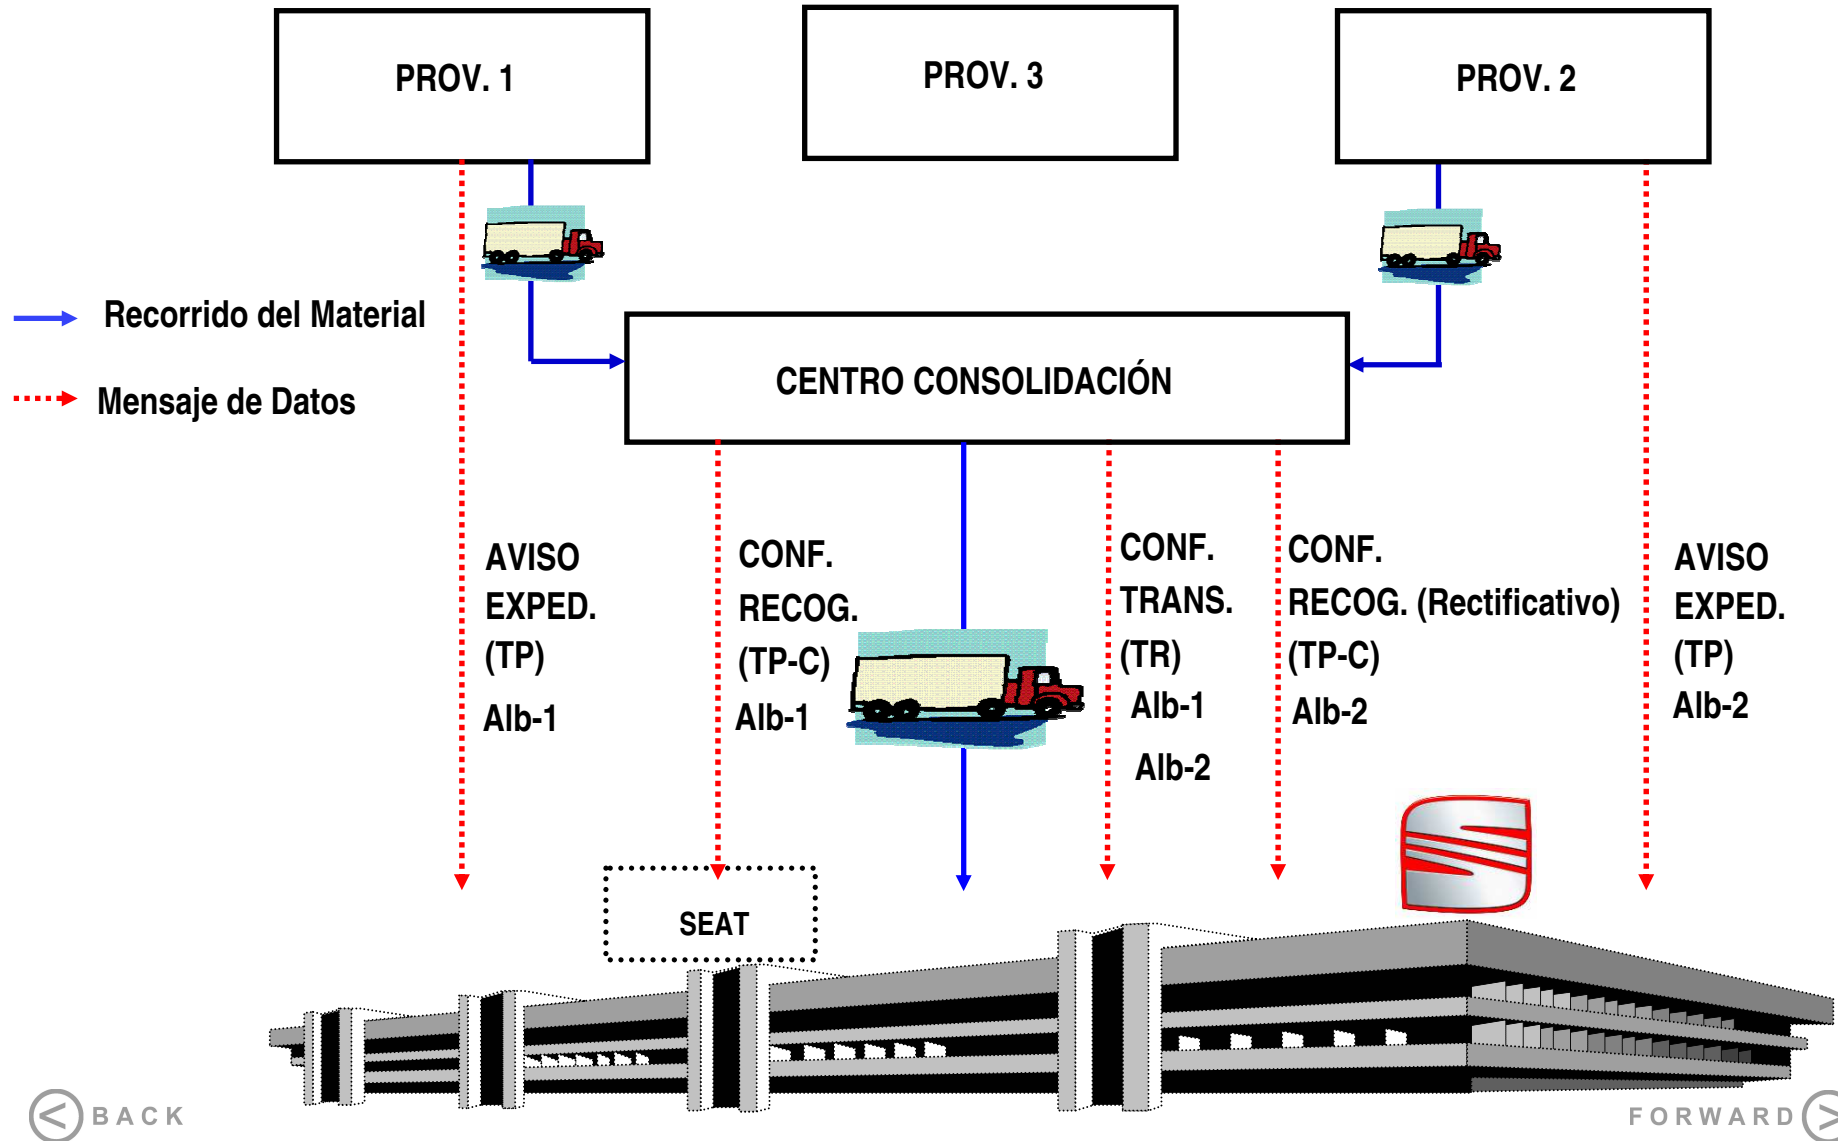 PROV. 1
PROV. 3
PROV. 2
Recorrido del Material
Mensaje de Datos
CENTRO CONSOLIDACIÓN
AVISO
EXPED.
(TP)
Alb-1
CONF.
RECOG.
(TP-C)
Alb-1
CONF.
TRANS.
(TR)
Alb-1
Alb-2
CONF.
RECOG. (Rectificativo)
(TP-C)
Alb-2
AVISO
EXPED.
(TP)
Alb-2
SEAT
BACK
FORWARD